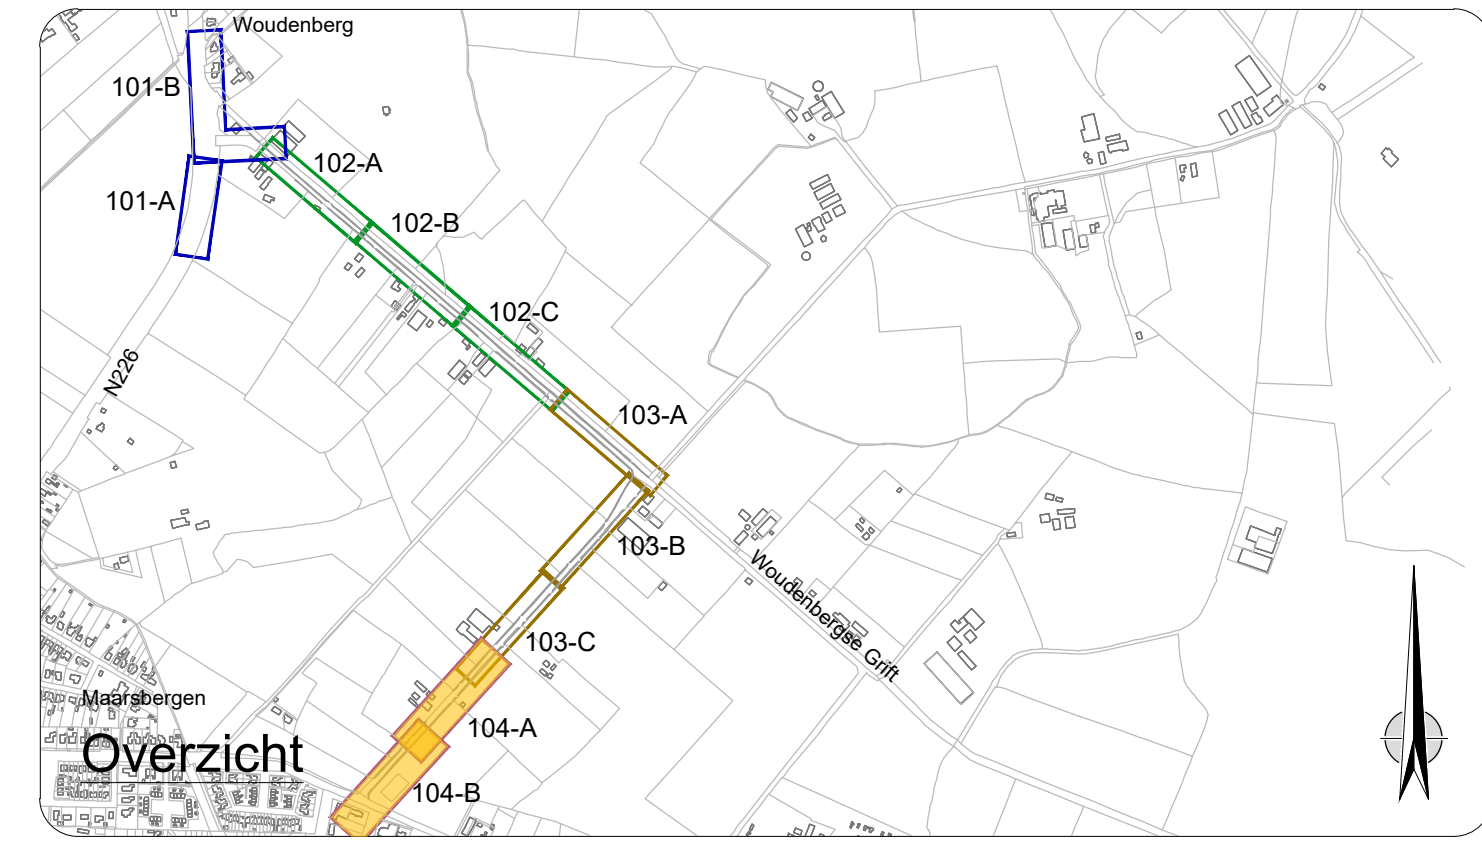 Woudenberg
101-B
102-A
101-A
102-B
102-C
N226
103-A
103-B
Woudenbergse Grift
103-C
Maarsbergen
104-A
Overzicht
104-B